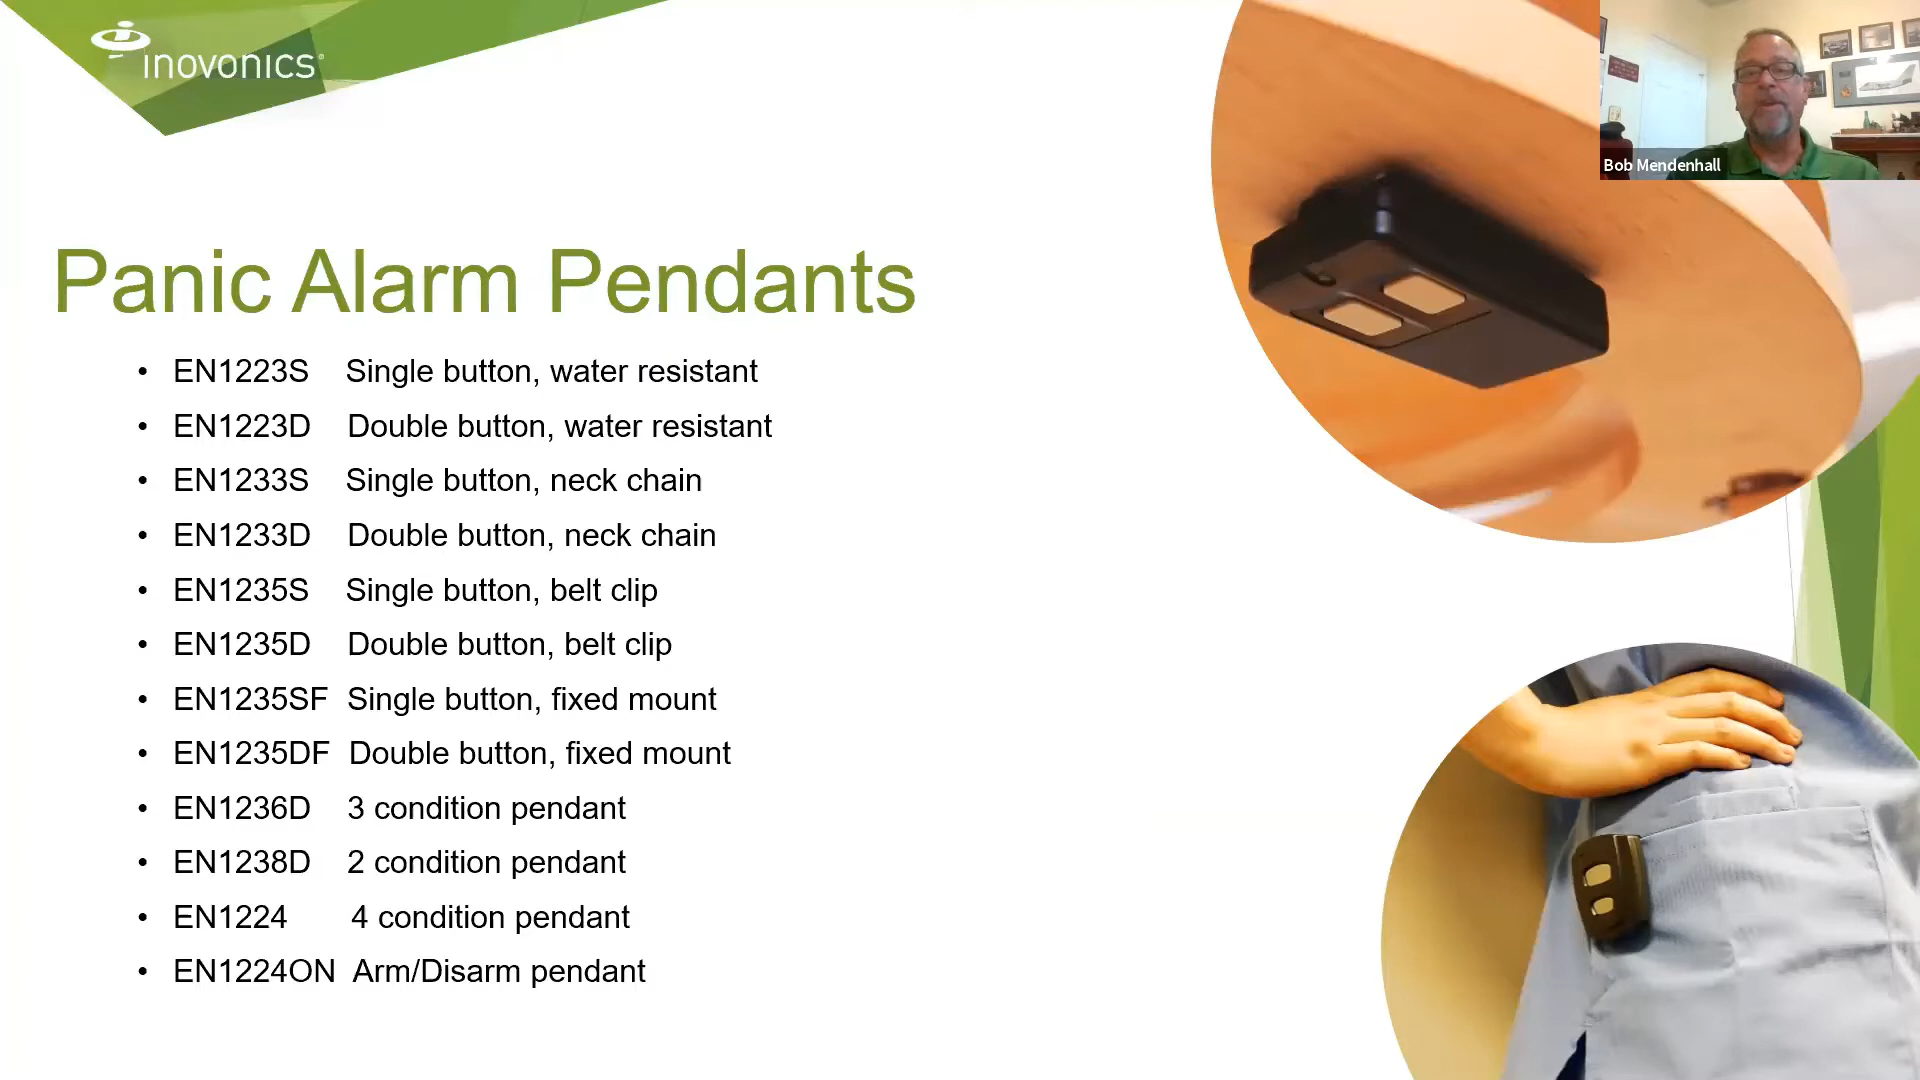 inovonics
Bob Mendenhall
Panic Alarm Pendants
• EN1223S Single button, water resistant
• EN1223D Double button, water resistant
• EN1233S Single button, neck chain
• EN1233D Double button, neck chain
• EN1235S Single button, belt clip
• EN1235D Double button, belt clip
• EN1235SF Single button, fixed mount
• EN1235DF Double button, fixed mount
• EN1236D 3 condition pendant
• EN1238D 2 condition pendant
• EN1224 4 condition pendant
• EN1224ON Arm/Disarm pendant